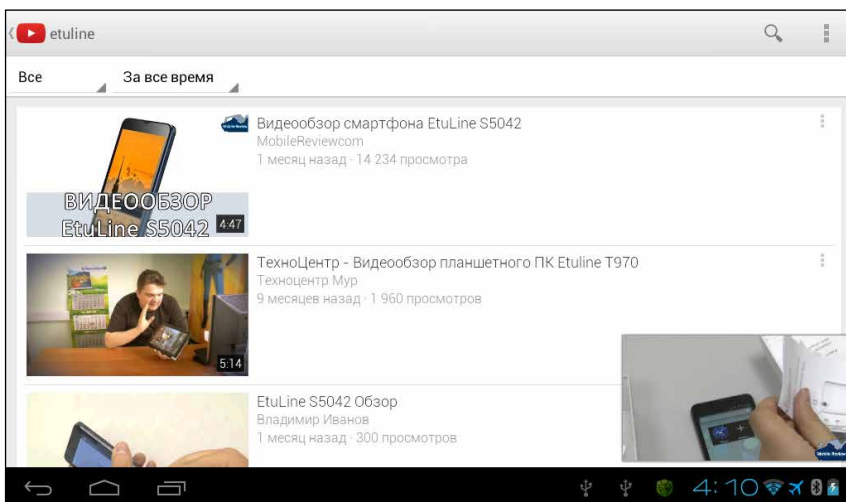 etuline
Все
За все время
Видеообзор смартфона EtuLine S5042
MobileReviewcom
1 месяц назад · 14 234 просмотра
ВИДЕООБЗОР
EtuLine S5042
4:47
ТехноЦентр - Видеообзор планшетного ПК Etuline T970
Техноцентр Мур
9 месяцев назад · 1 960 просмотров
5:14
EtuLine S5042 Обзор
Владимир Иванов
1 месяц назад · 300 просмотров
Mobile Review
4:10